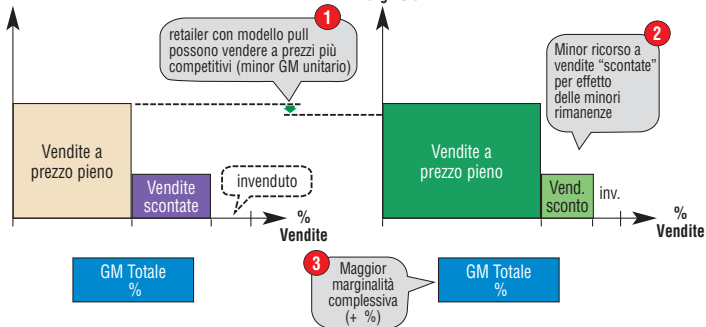 1
retailer con modello pull
possono vendere a prezzi più
competitivi (minor GM unitario)
2
Minor ricorso a
vendite “scontate”
per effetto
delle minori
rimanenze
Vendite a
prezzo pieno
Vendite
scontate
invenduto
%
Vendite
Vendite a
prezzo pieno
Vend.
sconto
inv.
%
Vendite
GM Totale
%
3
Maggior
marginalità
complessiva
(+ %)
GM Totale
%